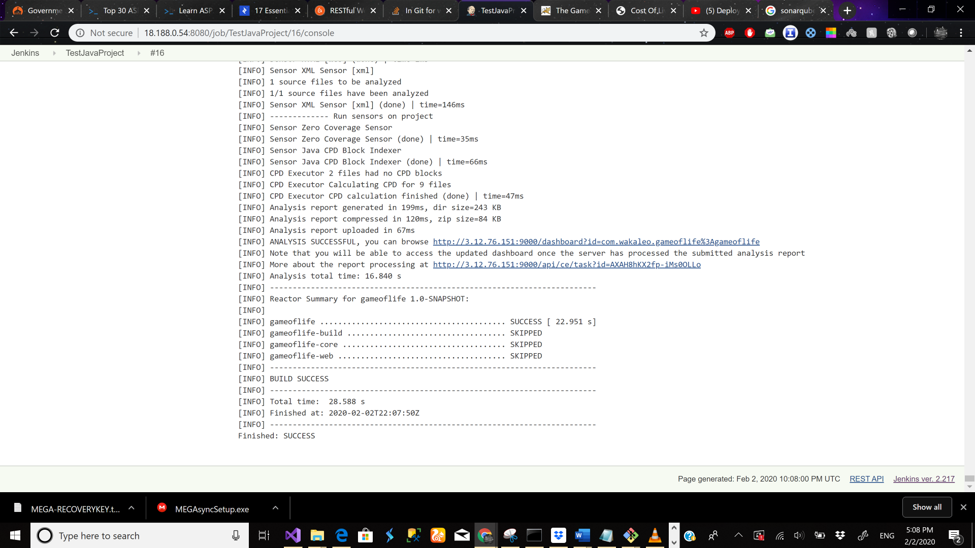 Governme
Top 30 AS
Learn ASP
17 Essenti
RESTful W
In Git for v
TestJavaPr
The Game
Cost Of Li
(5) Deploy
sonarqube
Not secure
18.188.0.54:8080/job/TestJavaProject/16/console
Jenkins
TestJavaProject
#16
[INFO] Sensor XML Sensor [xml]
[INFO] 1 source files to be analyzed
[INFO] 1/1 source files have been analyzed
[INFO] Sensor XML Sensor [xml] (done) | time=146ms
[INFO] ------------- Run sensors on project
[INFO] Sensor Zero Coverage Sensor
[INFO] Sensor Zero Coverage Sensor (done) | time=35ms
[INFO] Sensor Java CPD Block Indexer
[INFO] Sensor Java CPD Block Indexer (done) | time=66ms
[INFO] CPD Executor 2 files had no CPD blocks
[INFO] CPD Executor Calculating CPD for 9 files
[INFO] CPD Executor CPD calculation finished (done) | time=47ms
[INFO] Analysis report generated in 199ms, dir size=243 KB
[INFO] Analysis report compressed in 120ms, zip size=84 KB
[INFO] Analysis report uploaded in 67ms
[INFO] ANALYSIS SUCCESSFUL, you can browse http://3.12.76.151:9000/dashboard?id=com.wakaleo.gameoflife%3Agameoflife
[INFO] Note that you will be able to access the updated dashboard once the server has processed the submitted analysis report
[INFO] More about the report processing at http://3.12.76.151:9000/api/ce/task?id=AXAH8hKX2fp-iMs0OLLo
[INFO] Analysis total time: 16.840 s
[INFO] ------------------------------------------------------------------------
[INFO] Reactor Summary for gameoflife 1.0-SNAPSHOT:
[INFO]
[INFO] gameoflife ......................................... SUCCESS [ 22.951 s]
[INFO] gameoflife-build ................................... SKIPPED
[INFO] gameoflife-core .................................... SKIPPED
[INFO] gameoflife-web ..................................... SKIPPED
[INFO] ------------------------------------------------------------------------
[INFO] BUILD SUCCESS
[INFO] ------------------------------------------------------------------------
[INFO] Total time:  28.588 s
[INFO] Finished at: 2020-02-02T22:07:50Z
[INFO] ------------------------------------------------------------------------
Finished: SUCCESS
Page generated: Feb 2, 2020 10:08:00 PM UTC
REST API
Jenkins ver. 2.217
MEGA-RECOVERYKEY.t...
MEGAsyncSetup.exe
Show all
Type here to search
ENG
5:08 PM
2/2/2020
2